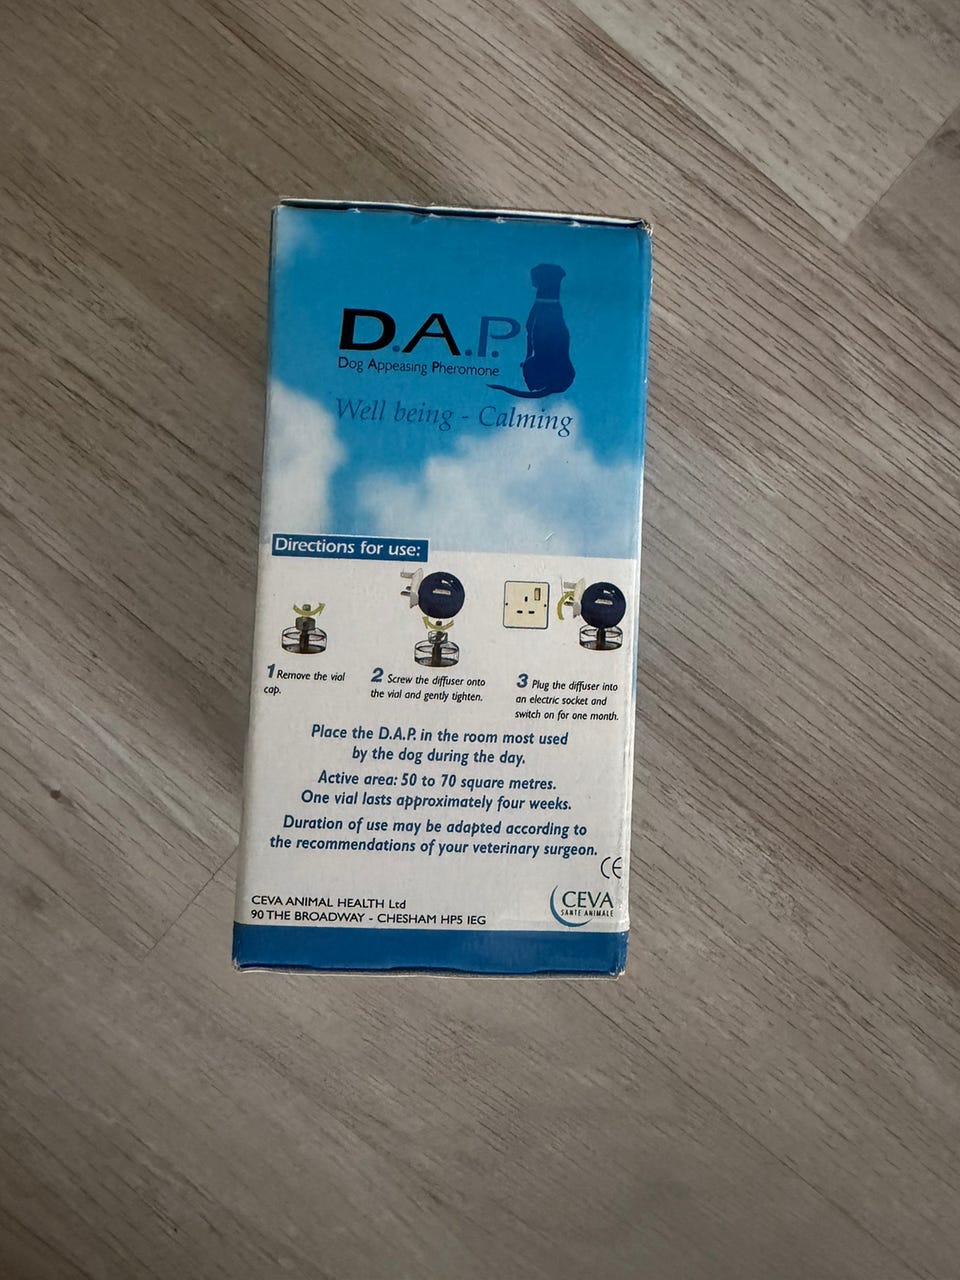 D.A.P.
Dog Appeasing Pheromone
Well being - Calming
Directions for use:
1 Remove the vial
cap.
2 Screw the diffuser onto
the vial and gently tighten.
3 Plug the diffuser into
an electric socket and
switch on for one month.
Place the D.A.P. in the room most used
by the dog during the day.
Active area: 50 to 70 square metres.
One vial lasts approximately four weeks.
Duration of use may be adapted according to
the recommendations of your veterinary surgeon.
CE
CEVA ANIMAL HEALTH Ltd
90 THE BROADWAY - CHESHAM HP5 IEG
CEVA
SANTE ANIMALE